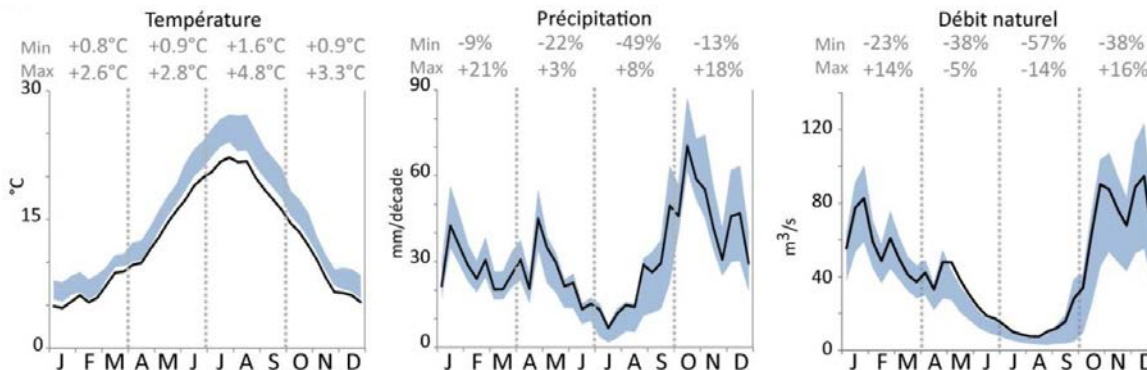 Température
Min +0.8°C +0.9°C +1.6°C +0.9°C
Max +2.6°C +2.8°C +4.8°C +3.3°C
30
15
0
°C
J F M A M J J A S O N D
Précipitation
Min -9% -22% -49% -13%
Max +21% +3% +8% +18%
90
60
30
0
mm/décade
J F M A M J J A S O N D
Débit naturel
Min -23% -38% -57% -38%
Max +14% -5% -14% +16%
120
80
40
0
m³/s
J F M A M J J A S O N D